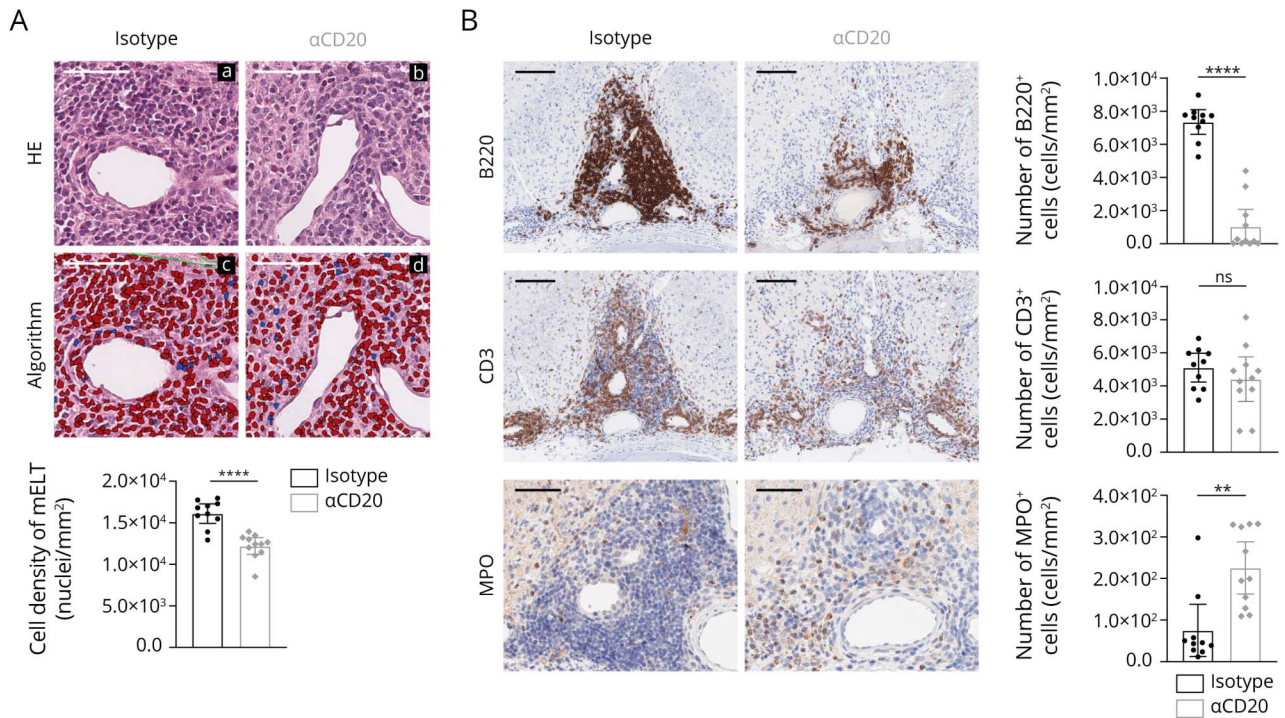 A
Isotype
αCD20
HE
a
b
Algorithm
c
d
Cell density of mELT
(nuclei/mm²)
2.0×10⁴
1.5×10⁴
1.0×10⁴
5.0×10³
0.0
****
Isotype
αCD20
B
Isotype
αCD20
B220
CD3
MPO
Number of B220⁺
cells (cells/mm²)
1.0×10⁴
8.0×10³
6.0×10³
4.0×10³
2.0×10³
0.0
****
Number of CD3⁺
cells (cells/mm²)
1.0×10⁴
8.0×10³
6.0×10³
4.0×10³
2.0×10³
0.0
ns
Number of MPO⁺
cells (cells/mm²)
4.0×10²
3.0×10²
2.0×10²
1.0×10²
0.0
**
Isotype
αCD20